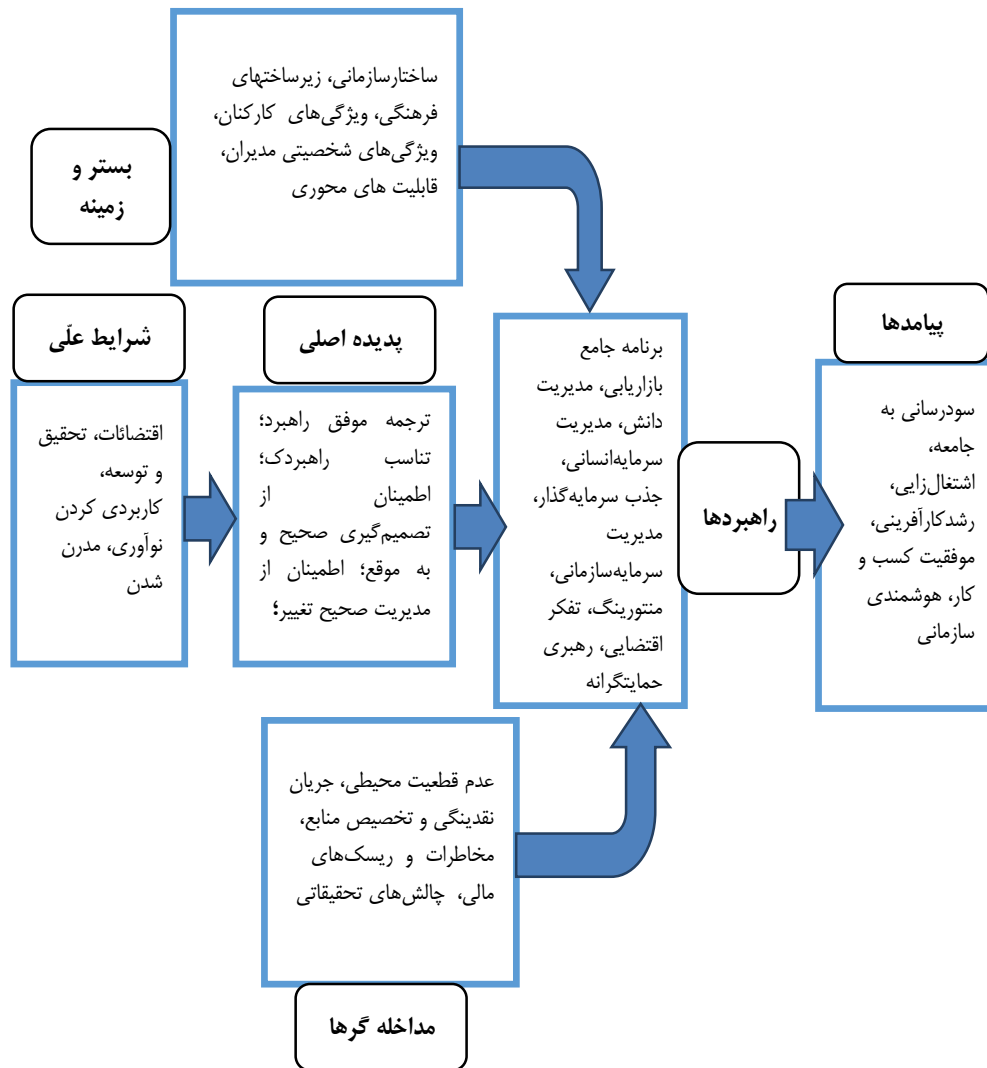 ساختارسازمانی، زیرساختهای
فرهنگی، ویژگی‌های کارکنان،
ویژگی‌های شخصیتی مدیران،
قابلیت های محوری
بستر و
زمینه
شرایط علّی
اقتضائات، تحقیق
و توسعه،
کاربردی کردن
نوآوری، مدرن
شدن
پدیده اصلی
ترجمه موفق راهبرد؛
تناسب راهبردک؛
اطمینان از
تصمیم‌گیری صحیح و
به موقع؛ اطمینان از
مدیریت صحیح تغییر؛
برنامه جامع
بازاریابی، مدیریت
دانش، مدیریت
سرمایه‌انسانی،
جذب سرمایه‌گذار،
مدیریت
سرمایه‌سازمانی،
منتورینگ، تفکر
اقتضایی، رهبری
حمایتگرانه
راهبردها
پیامدها
سودرسانی به
جامعه،
اشتغال‌زایی،
رشدکارآفرینی،
موفقیت کسب و
کار، هوشمندی
سازمانی
عدم قطعیت محیطی، جریان
نقدینگی و تخصیص منابع،
مخاطرات و ریسک‌های
مالی، چالش‌های تحقیقاتی
مداخله گرها